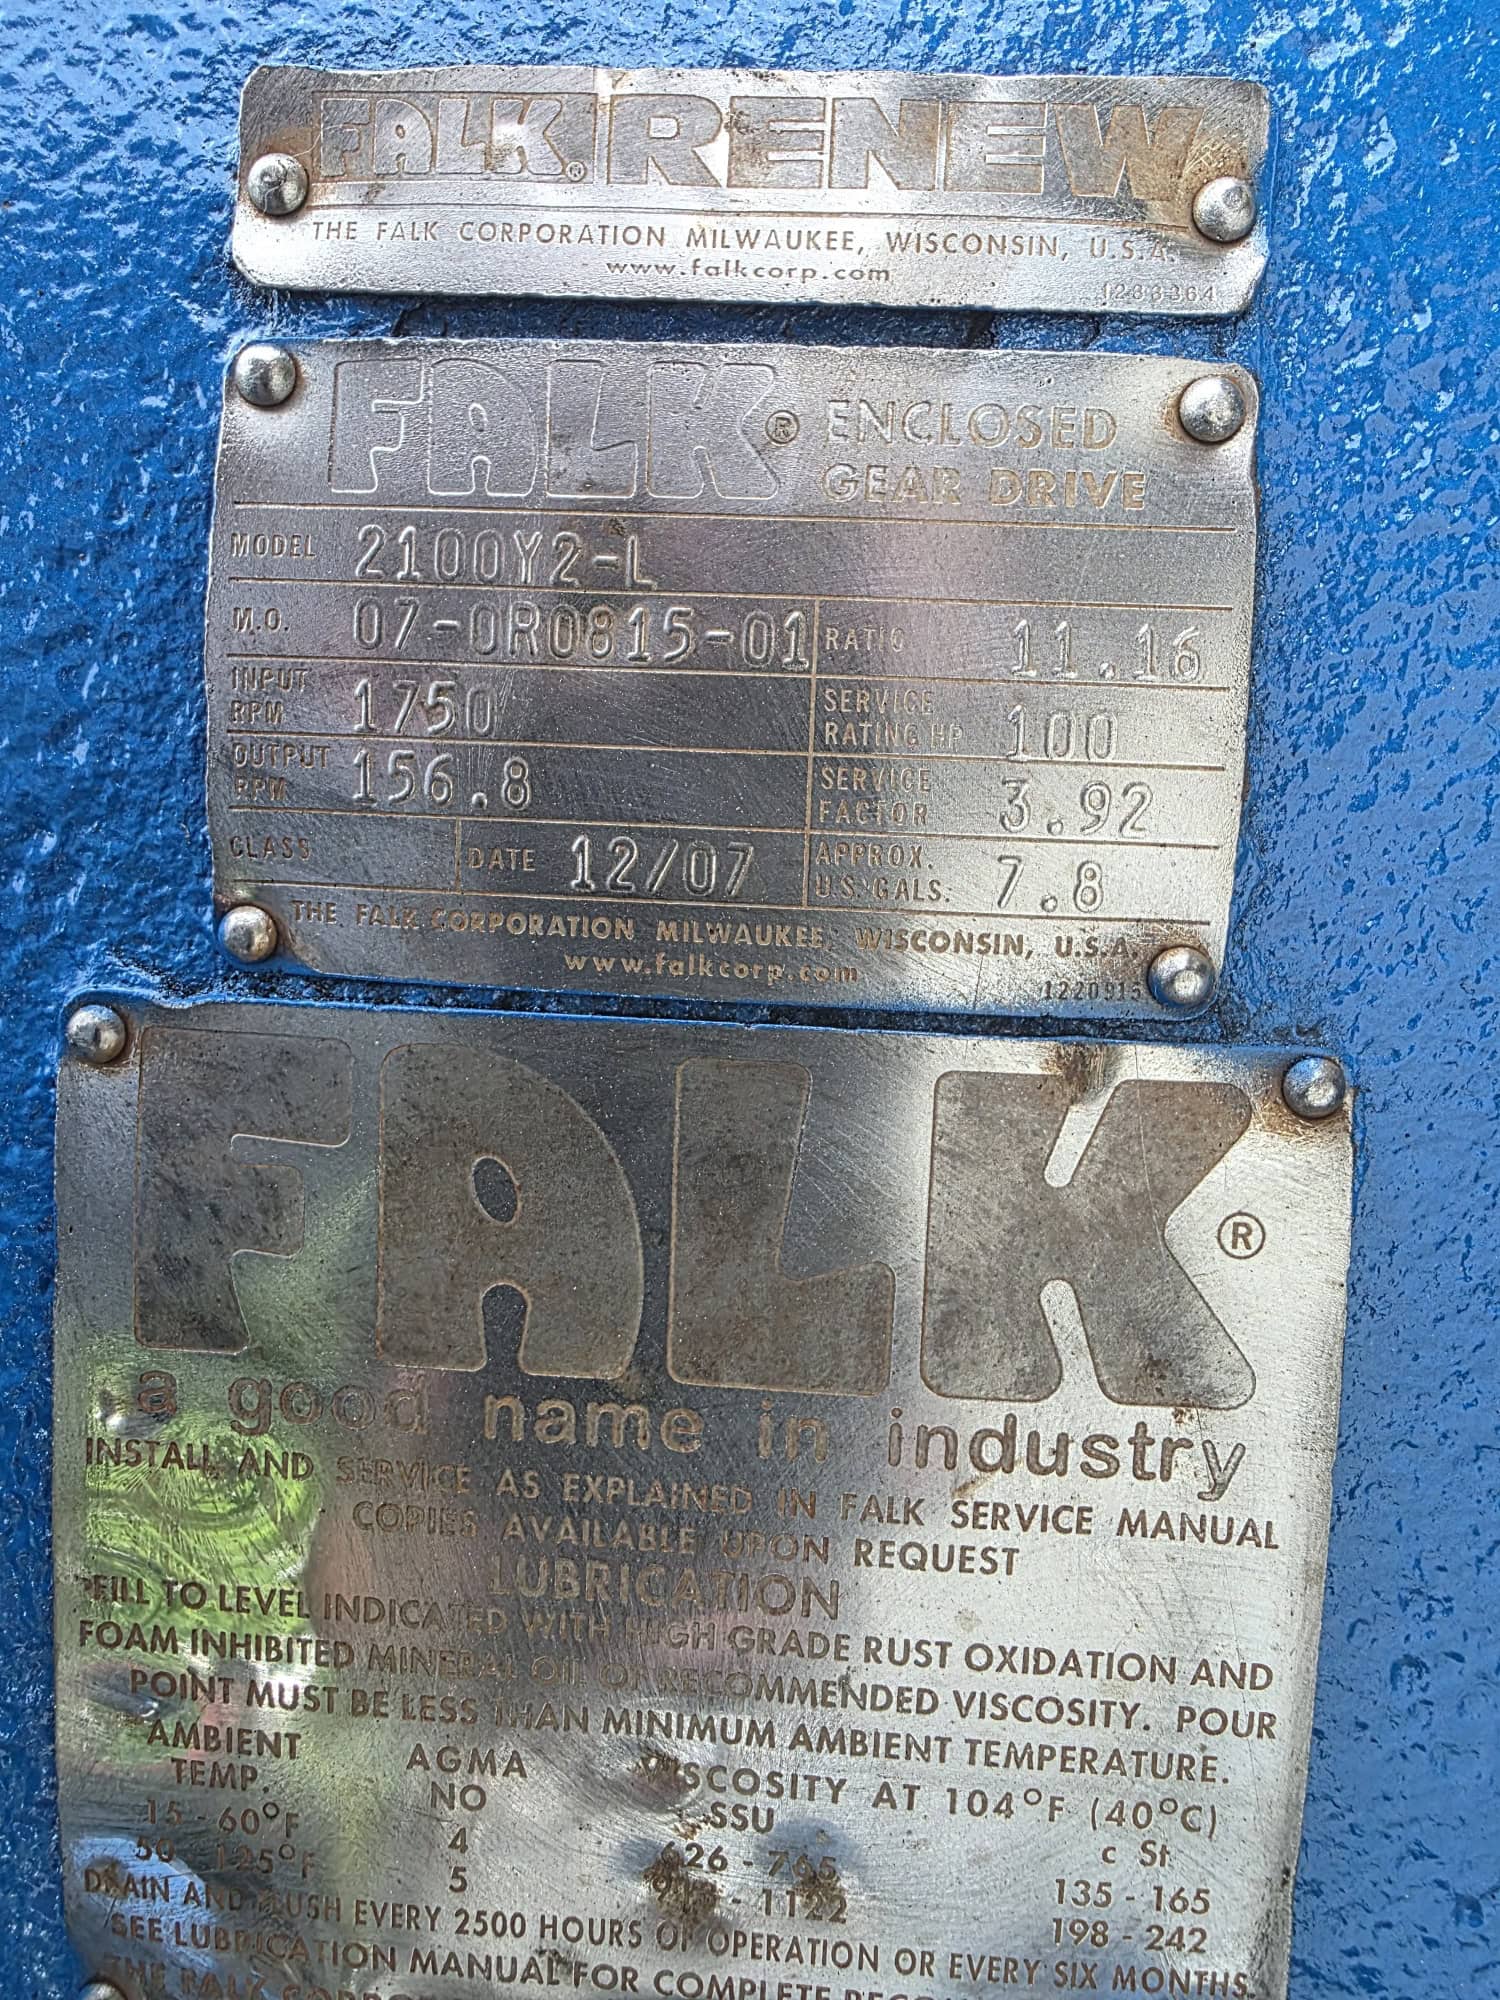 FALK® RENEW
THE FALK CORPORATION MILWAUKEE, WISCONSIN, U.S.A.
www.falkcorp.com
1233364
FALK® ENCLOSED
GEAR DRIVE
MODEL 2100Y2-L
M.O. 07-0R0815-01 RATIO 11.16
INPUT RPM 1750 SERVICE RATING HP 100
OUTPUT RPM 156.8 SERVICE FACTOR 3.92
CLASS DATE 12/07 APPROX. U.S. GALS. 7.8
THE FALK CORPORATION MILWAUKEE, WISCONSIN, U.S.A.
www.falkcorp.com
1220915
FALK®
a good name in industry
INSTALL AND SERVICE AS EXPLAINED IN FALK SERVICE MANUAL
COPIES AVAILABLE UPON REQUEST
LUBRICATION
FILL TO LEVEL INDICATED WITH HIGH GRADE RUST OXIDATION AND
FOAM INHIBITED MINERAL OIL OF RECOMMENDED VISCOSITY. POUR
POINT MUST BE LESS THAN MINIMUM AMBIENT TEMPERATURE.
AMBIENT AGMA VISCOSITY AT 104°F (40°C)
TEMP. NO SSU c St
15 - 60°F 4 626 - 765 135 - 165
50 - 125°F 5 - 1122 198 - 242
DRAIN AND FLUSH EVERY 2500 HOURS OF OPERATION OR EVERY SIX MONTHS.
SEE LUBRICATION MANUAL FOR COMPLETE
THE FALK